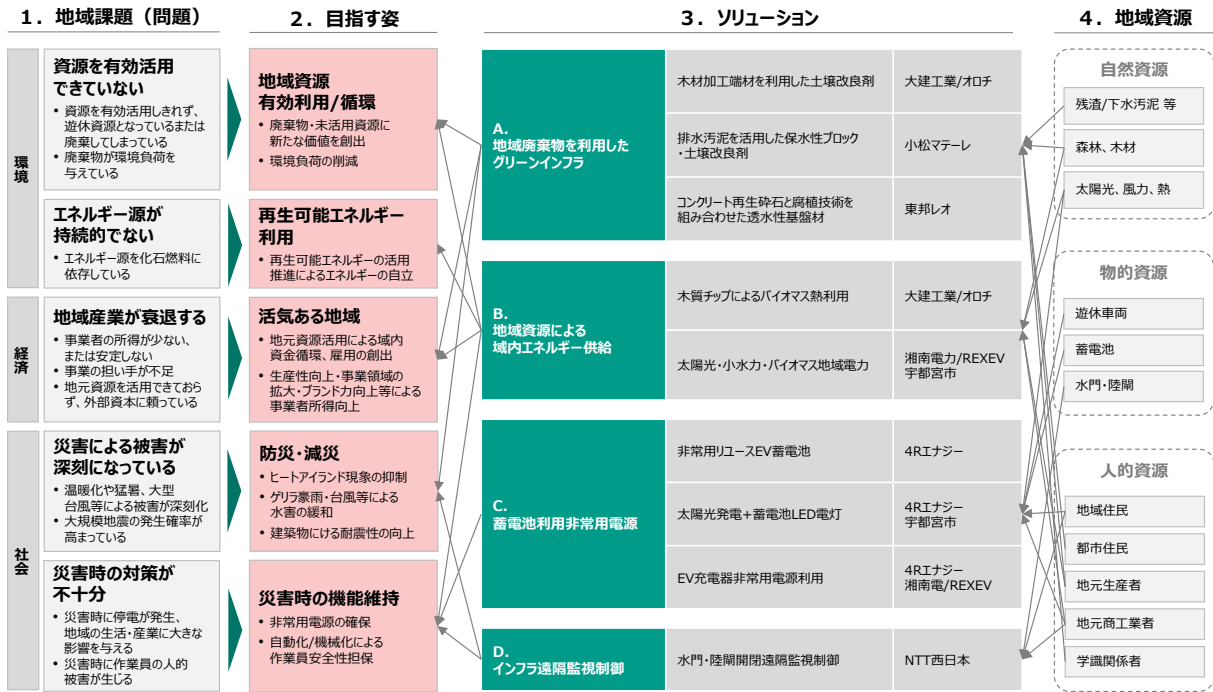 1．地域課題（問題）
2．目指す姿
3．ソリューション
4．地域資源
環境
資源を有効活用
できていない
• 資源を有効活用しきれず、
遊休資源となっているまたは
廃棄してしまっている
• 廃棄物が環境負荷を
与えている
エネルギー源が
持続的でない
• エネルギー源を化石燃料に
依存している
経済
地域産業が衰退する
• 事業者の所得が少ない、
または安定しない
• 事業の担い手が不足
• 地元資源を活用できておら
ず、外部資本に頼っている
社会
災害による被害が
深刻になっている
• 温暖化や猛暑、大型
台風等による被害が深刻化
• 大規模地震の発生確率が
高まっている
災害時の対策が
不十分
• 災害時に停電が発生、
地域の生活・産業に大きな
影響を与える
• 災害時に作業員の人的
被害が生じる
地域資源
有効利用/循環
• 廃棄物・未活用資源に
新たな価値を創出
• 環境負荷の削減
再生可能エネルギー
利用
• 再生可能エネルギーの活用
推進によるエネルギーの自立
活気ある地域
• 地元資源活用による域内
資金循環、雇用の創出
• 生産性向上・事業領域の
拡大・ブランド力向上等による
事業者所得向上
防災・減災
• ヒートアイランド現象の抑制
• ゲリラ豪雨・台風等による
水害の緩和
• 建築物にける耐震性の向上
災害時の機能維持
• 非常用電源の確保
• 自動化/機械化による
作業員安全性担保
A.
地域廃棄物を利用した
グリーンインフラ
木材加工端材を利用した土壌改良剤
大建工業/オロチ
排水汚泥を活用した保水性ブロック
・土壌改良剤
小松マテーレ
コンクリート再生砕石と腐植技術を
組み合わせた透水性基盤材
東邦レオ
B.
地域資源による
域内エネルギー供給
木質チップによるバイオマス熱利用
大建工業/オロチ
太陽光・小水力・バイオマス地域電力
湘南電力/REXEV
宇都宮市
C.
蓄電池利用非常用電源
非常用リユースEV蓄電池
4Rエナジー
太陽光発電+蓄電池LED電灯
4Rエナジー
宇都宮市
EV充電器非常用電源利用
4Rエナジー
湘南電/REXEV
D.
インフラ遠隔監視制御
水門・陸閘開閉遠隔監視制御
NTT西日本
自然資源
残渣/下水汚泥 等
森林、木材
太陽光、風力、熱
物的資源
遊休車両
蓄電池
水門・陸閘
人的資源
地域住民
都市住民
地元生産者
地元商工業者
学識関係者